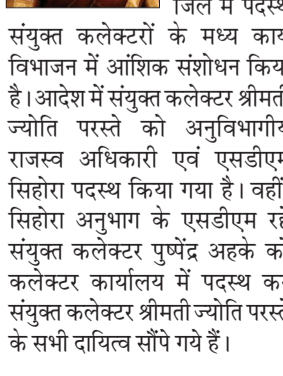 जिले में पदस्थ
संयुक्त कलेक्टरों के मध्य कार्य
विभाजन में आंशिक संशोधन किया
है। आदेश में संयुक्त कलेक्टर श्रीमती
ज्योति परस्ते को अनुविभागीय
राजस्व अधिकारी एवं एसडीएम
सिहोरा पदस्थ किया गया है। वहीं
सिहोरा अनुभाग के एसडीएम रहे
संयुक्त कलेक्टर पुष्पेंद्र अहके को
कलेक्टर कार्यालय में पदस्थ कर
संयुक्त कलेक्टर श्रीमती ज्योति परस्ते
के सभी दायित्व सौंपे गये हैं।